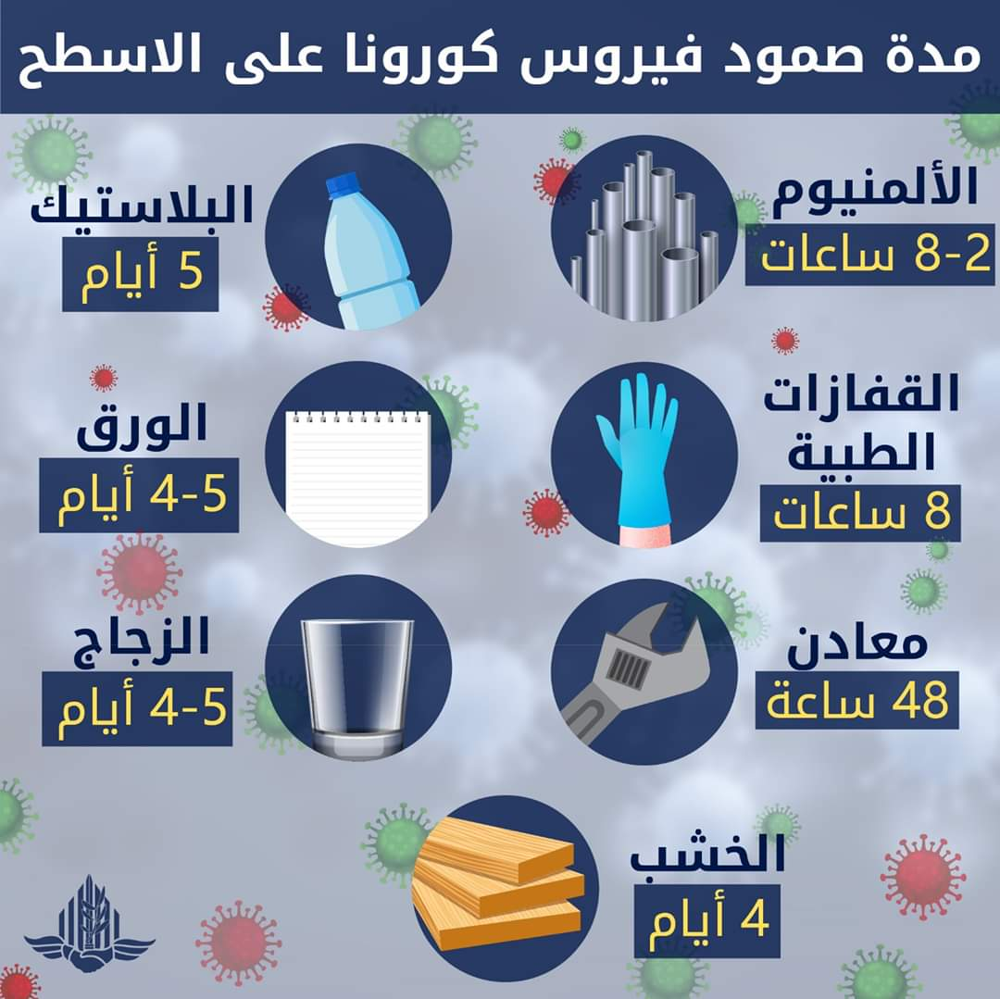 مدة صمود فيروس كورونا على الاسطح
الألمنيوم
8-2 ساعات
البلاستيك
5 أيام
القفازات
الطبية
8 ساعات
الورق
4-5 أيام
معادن
48 ساعة
الزجاج
4-5 أيام
الخشب
4 أيام